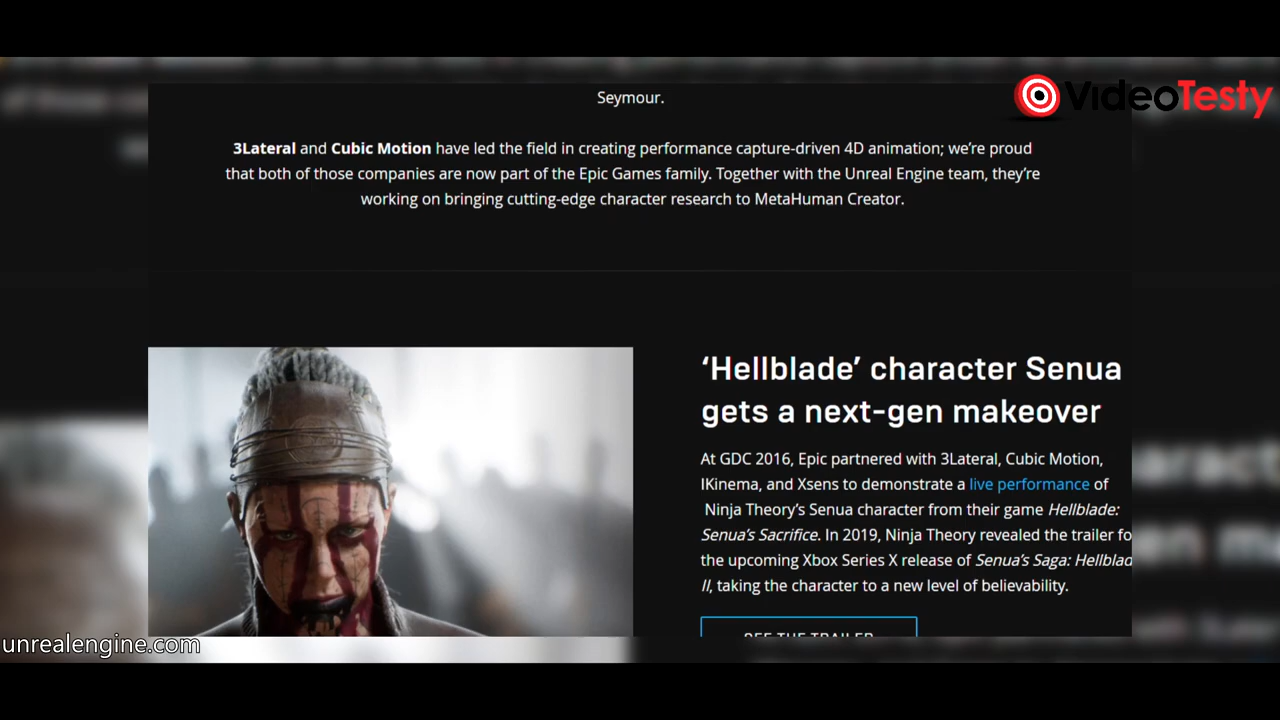 Seymour.
VideoTesty
3Lateral and Cubic Motion have led the field in creating performance capture-driven 4D animation; we're proud
that both of those companies are now part of the Epic Games family. Together with the Unreal Engine team, they're
working on bringing cutting-edge character research to MetaHuman Creator.
‘Hellblade’ character Senua
gets a next-gen makeover
At GDC 2016, Epic partnered with 3Lateral, Cubic Motion,
IKinema, and Xsens to demonstrate a live performance of
Ninja Theory's Senua character from their game Hellblade:
Senua's Sacrifice. In 2019, Ninja Theory revealed the trailer fo
the upcoming Xbox Series X release of Senua's Saga: Hellblad
II, taking the character to a new level of believability.
SEE THE TRAILER
unrealengine.com